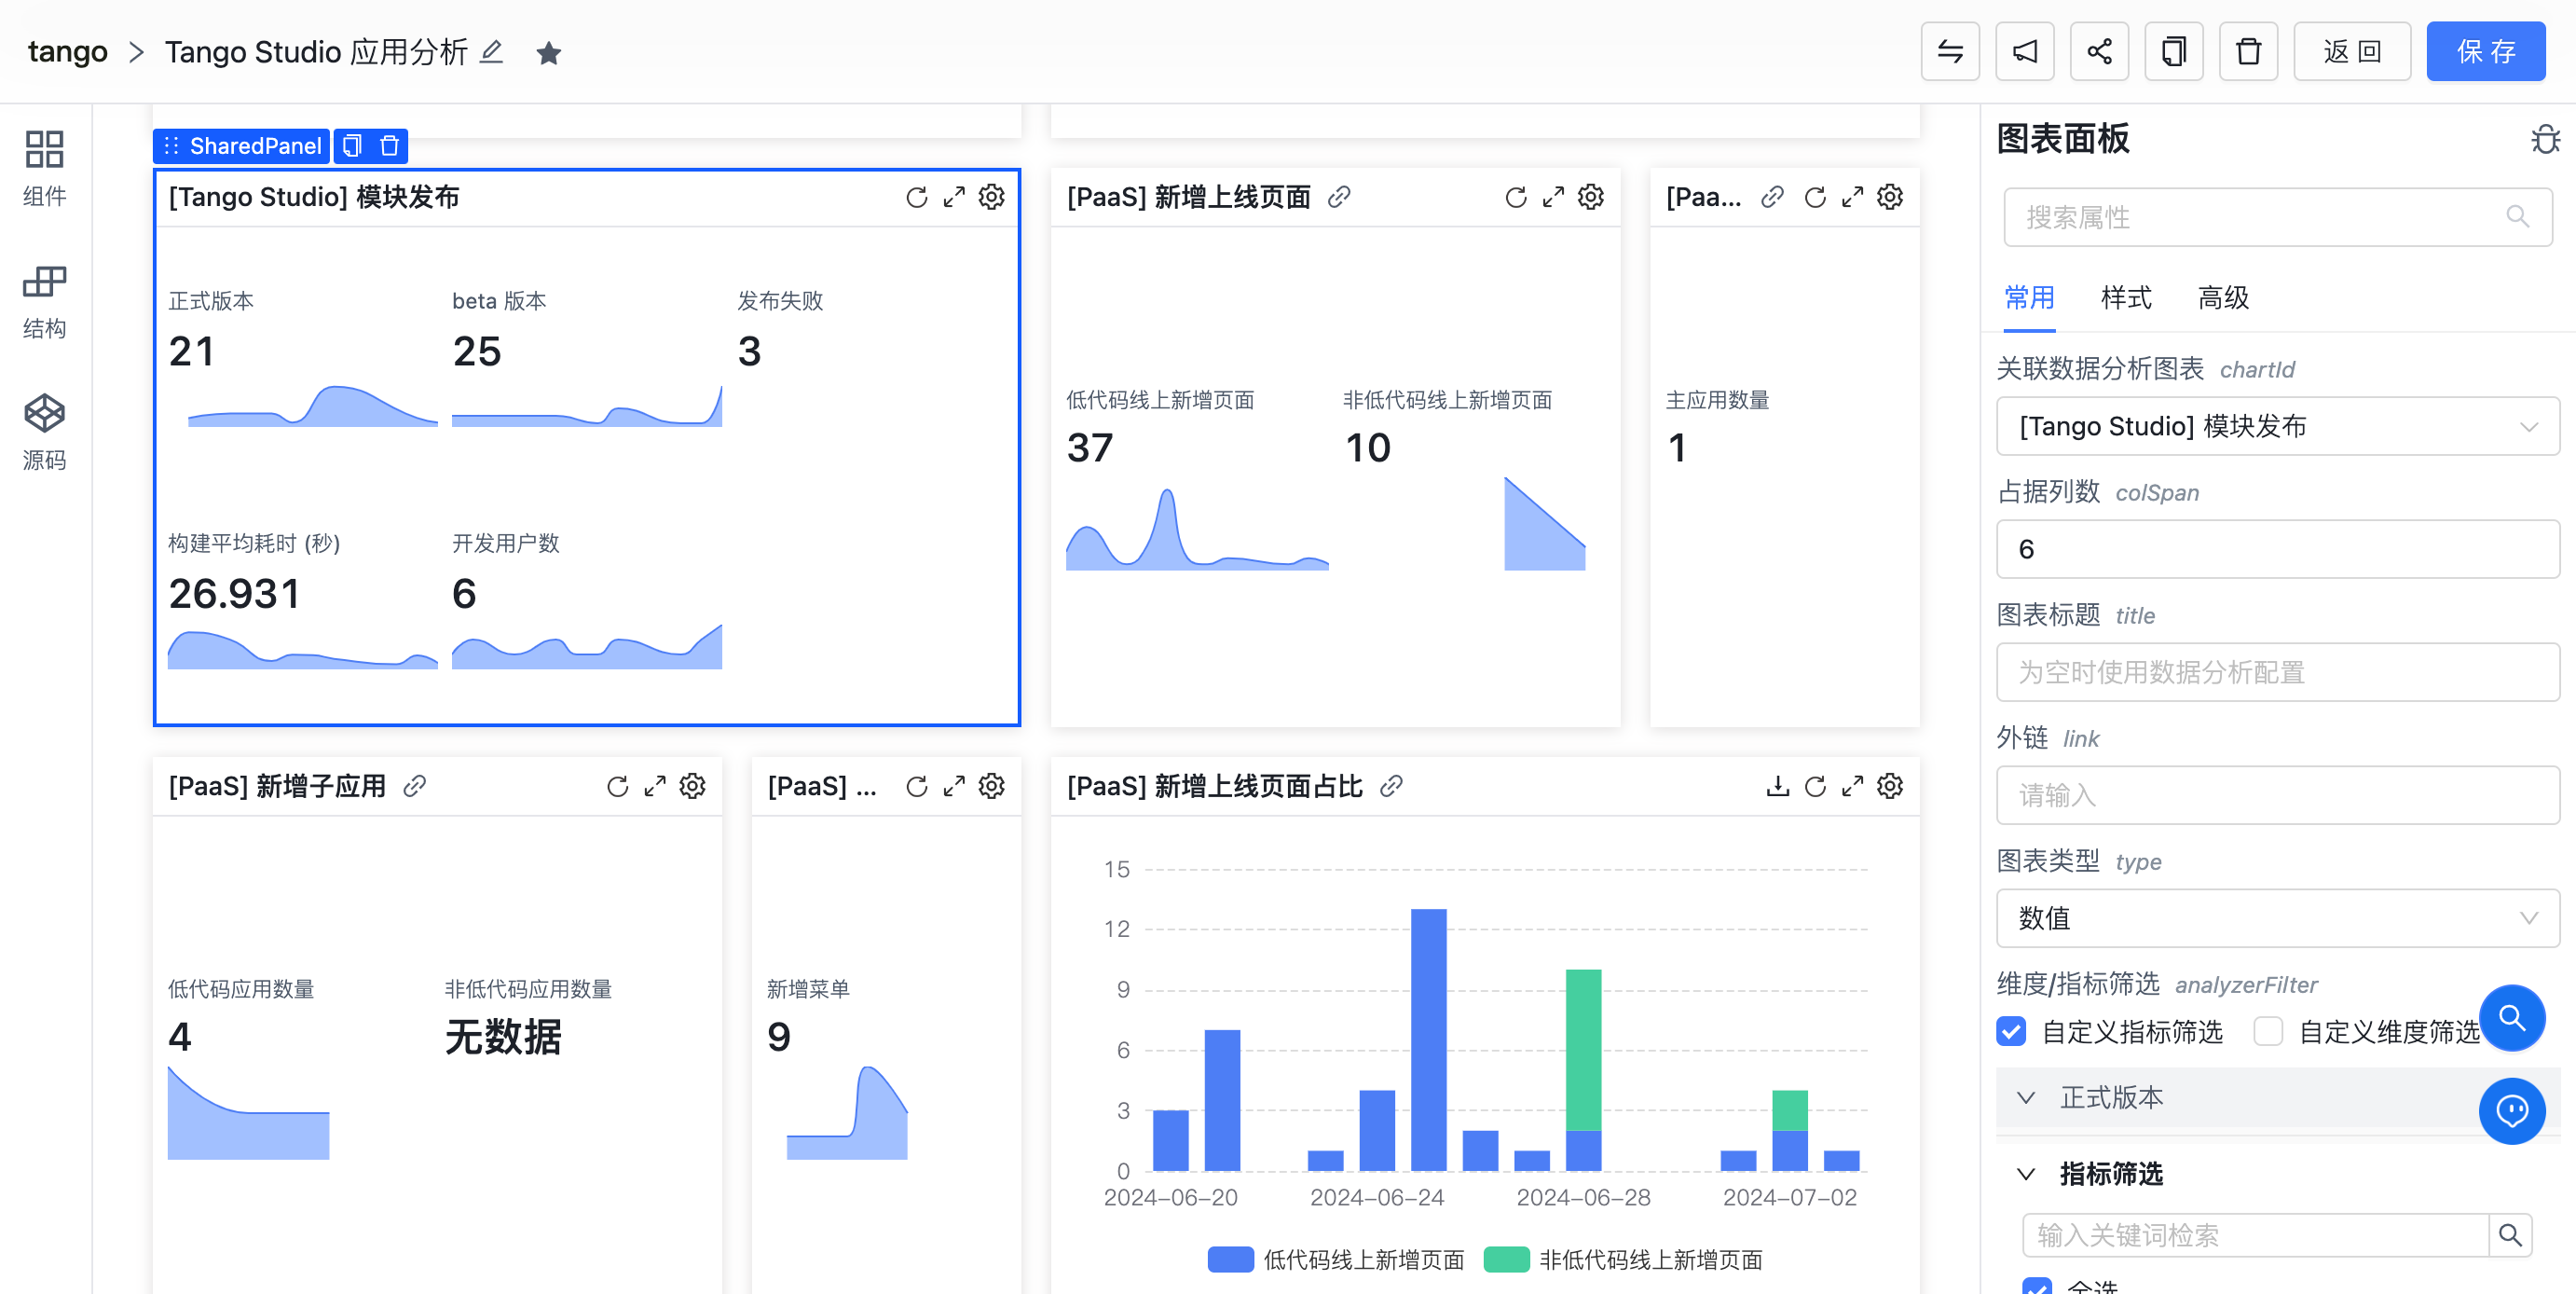 tango > Tango Studio 应用分析
返 回
保 存
组件
结构
源码
SharedPanel
[Tango Studio] 模块发布
正式版本
21
beta 版本
25
发布失败
3
构建平均耗时 (秒)
26.931
开发用户数
6
[PaaS] 新增上线页面
低代码线上新增页面
37
非低代码线上新增页面
10
[Paa...
主应用数量
1
[PaaS] 新增子应用
低代码应用数量
4
非低代码应用数量
无数据
[PaaS] ...
新增菜单
9
[PaaS] 新增上线页面占比
15
12
9
6
3
0
2024-06-20 2024-06-24 2024-06-28 2024-07-02
低代码线上新增页面 非低代码线上新增页面
图表面板
搜索属性
常用 样式 高级
关联数据分析图表 chartId
[Tango Studio] 模块发布
占据列数 colSpan
6
图表标题 title
为空时使用数据分析配置
外链 link
请输入
图表类型 type
数值
维度/指标筛选 analyzerFilter
自定义指标筛选 自定义维度筛选
正式版本
指标筛选
输入关键词检索
全选